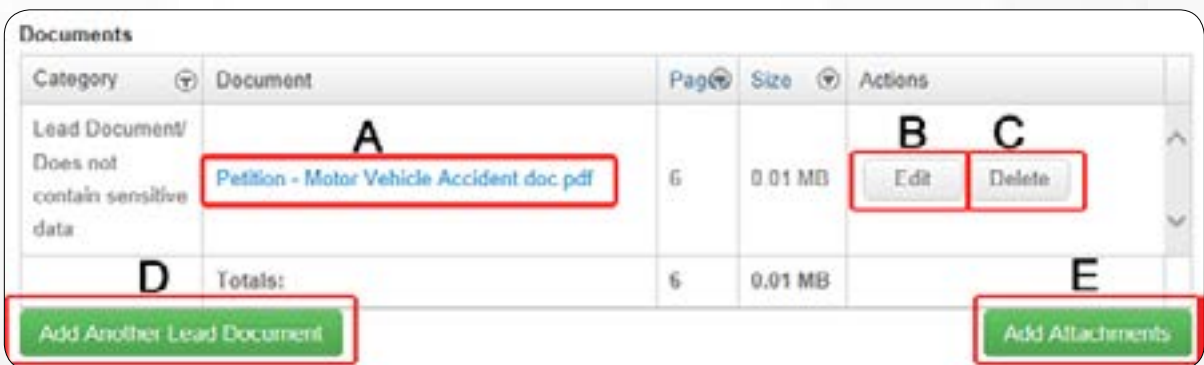 Documents
Category Document Pages Size Actions
A B C
Lead Document/
Does not
contain sensitive
data
Petition - Motor Vehicle Accident doc pdf 6 0.01 MB Edit Delete
D E
Totals: 6 0.01 MB
Add Another Lead Document Add Attachments